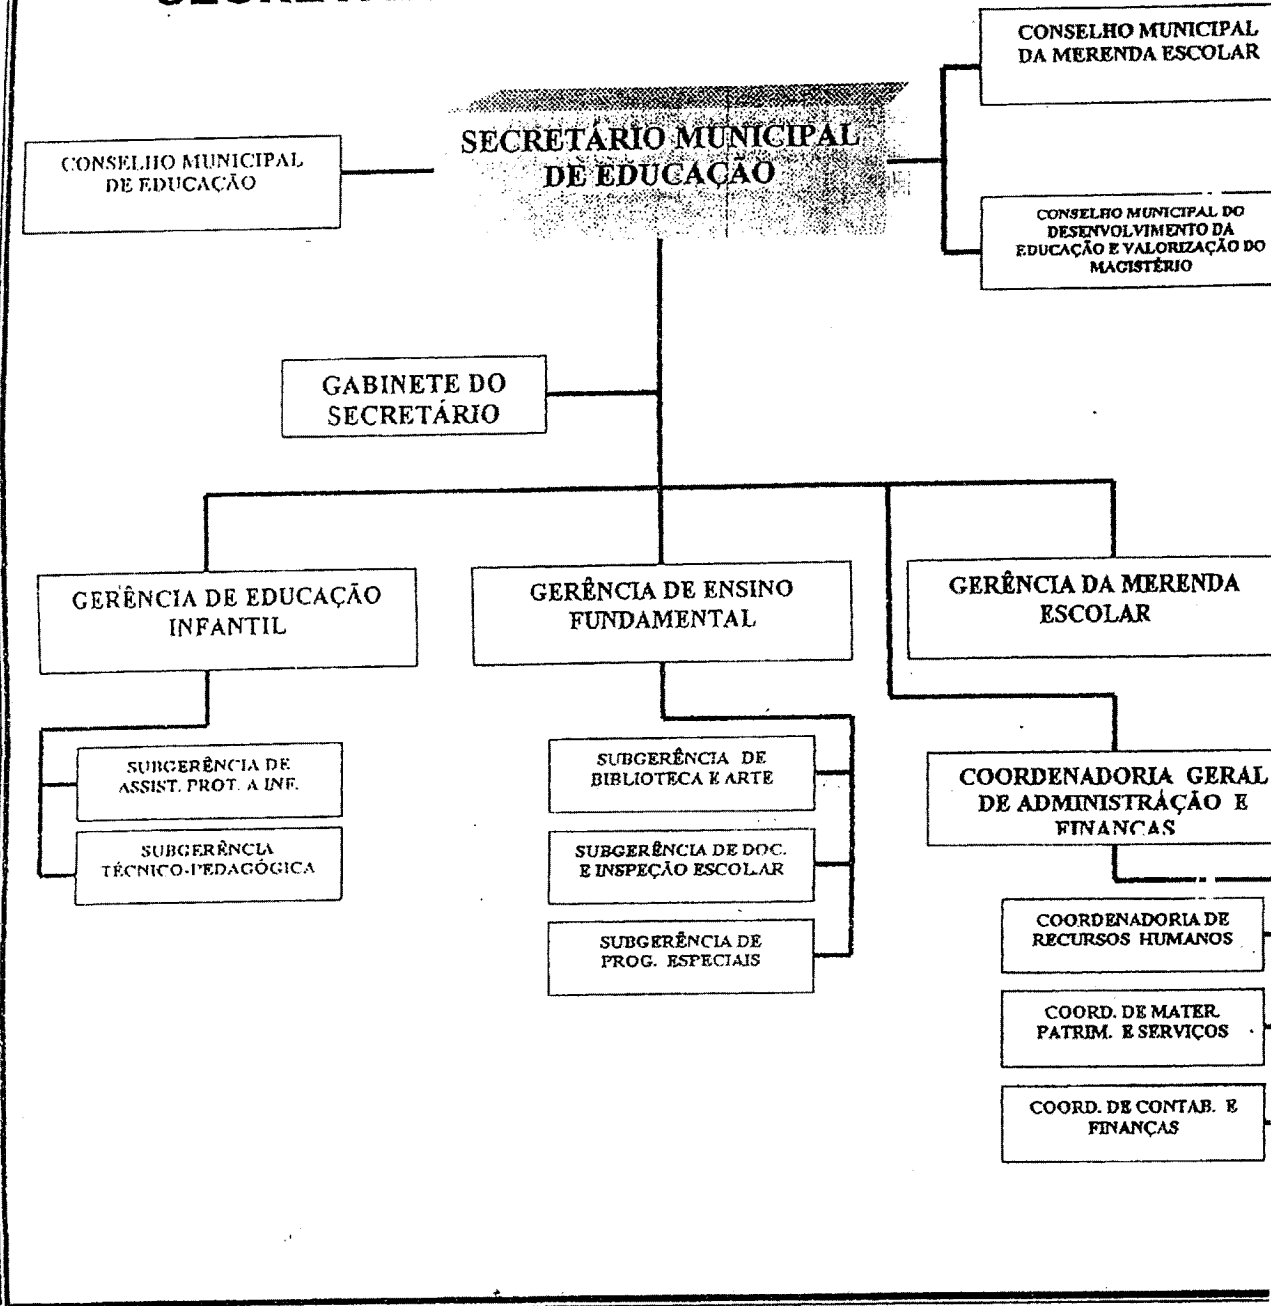 CONSELHO MUNICIPAL
DA MERENDA ESCOLAR
SECRETÁRIO MUNICIPAL
DE EDUCAÇÃO
CONSELHO MUNICIPAL
DE EDUCAÇÃO
CONSELHO MUNICIPAL DO
DESENVOLVIMENTO DA
EDUCAÇÃO E VALORIZAÇÃO DO
MAGISTÉRIO
GABINETE DO
SECRETÁRIO
GERÊNCIA DE EDUCAÇÃO
INFANTIL
GERÊNCIA DE ENSINO
FUNDAMENTAL
GERÊNCIA DA MERENDA
ESCOLAR
SUBGERÊNCIA DE
ASSIST. PROT. A INF.
SUBGERÊNCIA
TÉCNICO-PEDAGÓGICA
SUBGERÊNCIA DE
BIBLIOTECA E ARTE
SUBGERÊNCIA DE DOC.
E INSPEÇÃO ESCOLAR
SUBGERÊNCIA DE
PROG. ESPECIAIS
COORDENADORIA GERAL
DE ADMINISTRAÇÃO E
FINANÇAS
COORDENADORIA DE
RECURSOS HUMANOS
COORD. DE MATER.
PATRIM. E SERVIÇOS
COORD. DE CONTAB. E
FINANÇAS